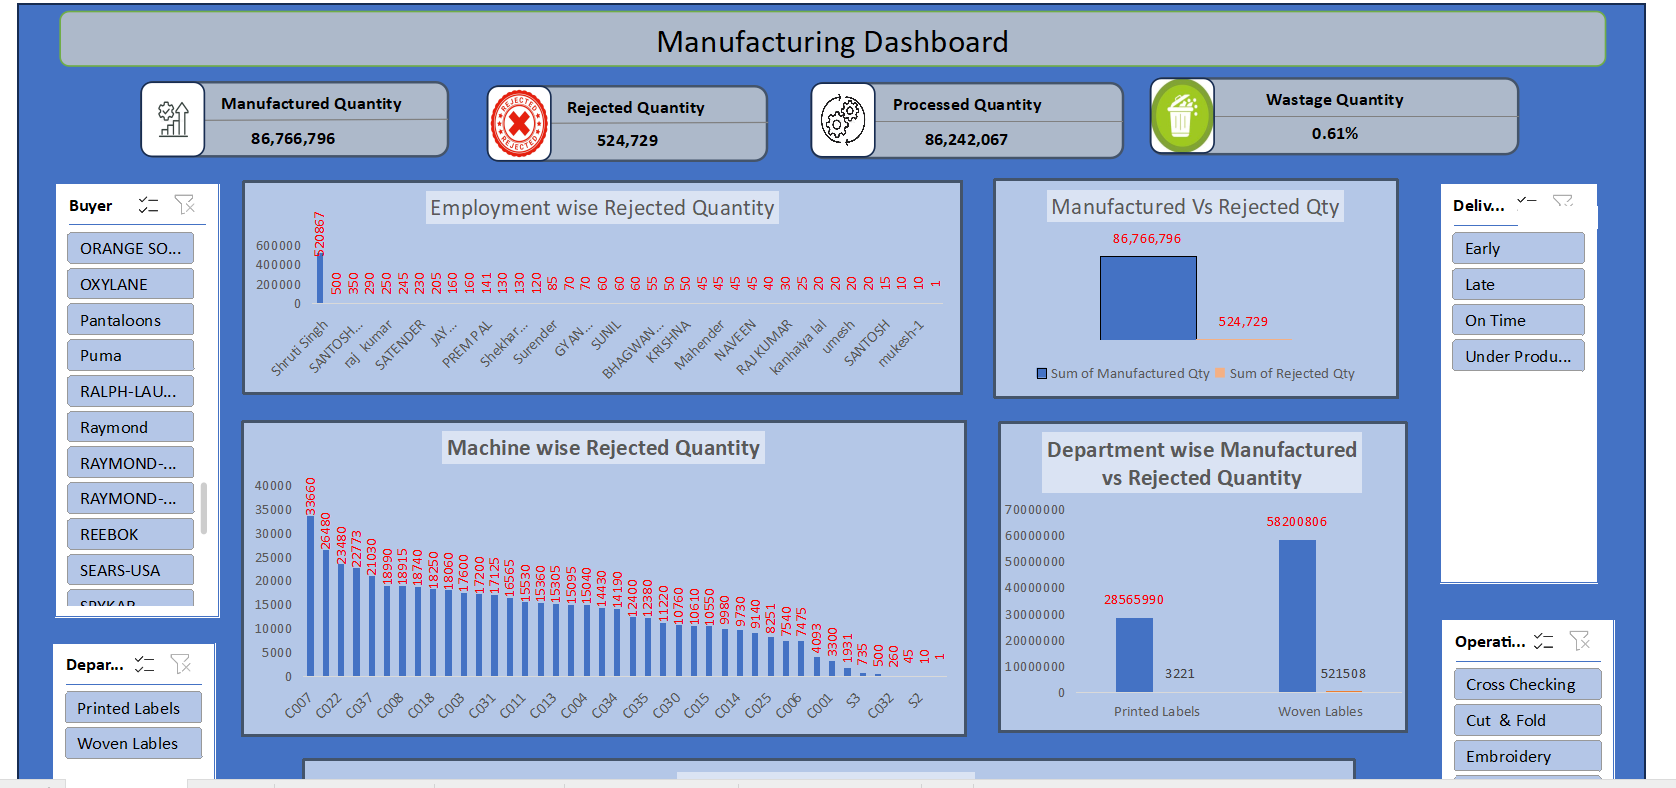 Manufacturing Dashboard
Manufactured Quantity
86,766,796
REJECTED
REJECTED
Rejected Quantity
524,729
Processed Quantity
86,242,067
Wastage Quantity
0.61%
Buyer
ORANGE SO...
OXYLANE
Pantaloons
Puma
RALPH-LAU...
Raymond
RAYMOND-...
RAYMOND-...
REEBOK
SEARS-USA
SPYKAR
Depar...
Printed Labels
Woven Lables
Employment wise Rejected Quantity
600000
400000
200000
0
520867 500 350 290 250 245 230 205 160 160 141 130 130 120 85 70 70 60 60 60 55 50 50 45 45 45 45 40 30 25 20 20 20 20 15 10 10 1
Shruti Singh SANTOSH... raj kumar SATENDER JAY... PREM PAL Shekhar... Surender GYAN... SUNIL BHAGWAN... KRISHNA Mahender NAVEEN RAJ KUMAR kanhaiya lal umesh SANTOSH mukesh-1
Manufactured Vs Rejected Qty
86,766,796
524,729
Sum of Manufactured Qty Sum of Rejected Qty
Machine wise Rejected Quantity
40000
35000
30000
25000
20000
15000
10000
5000
0
33660 26480 23480 22773 21030 18990 18915 18740 18250 18060 17600 17200 17125 16565 15530 15360 15305 15095 15040 14430 14190 12400 12380 11220 10760 10610 10550 9980 9730 9140 8251 7540 7475 4093 3300 1931 735 500 260 45 10 1
C007 C022 C037 C008 C018 C003 C031 C011 C013 C004 C034 C035 C030 C015 C014 C025 C006 C001 S3 C032 S2
Department wise Manufactured
vs Rejected Quantity
70000000
60000000
50000000
40000000
30000000
20000000
10000000
0
28565990
3221
58200806
521508
Printed Labels Woven Lables
Deliv...
Early
Late
On Time
Under Produ...
Operati...
Cross Checking
Cut & Fold
Embroidery